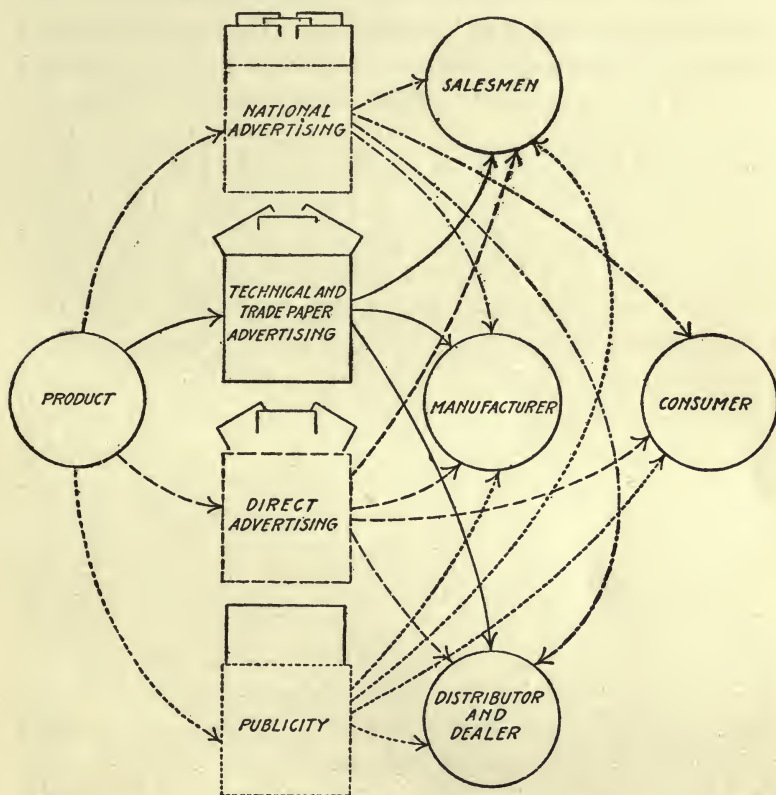 NATIONAL
ADVERTISING
SALESMEN
TECHNICAL AND
TRADE PAPER
ADVERTISING
PRODUCT
MANUFACTURER
CONSUMER
DIRECT
ADVERTISING
PUBLICITY
DISTRIBUTOR
AND
DEALER